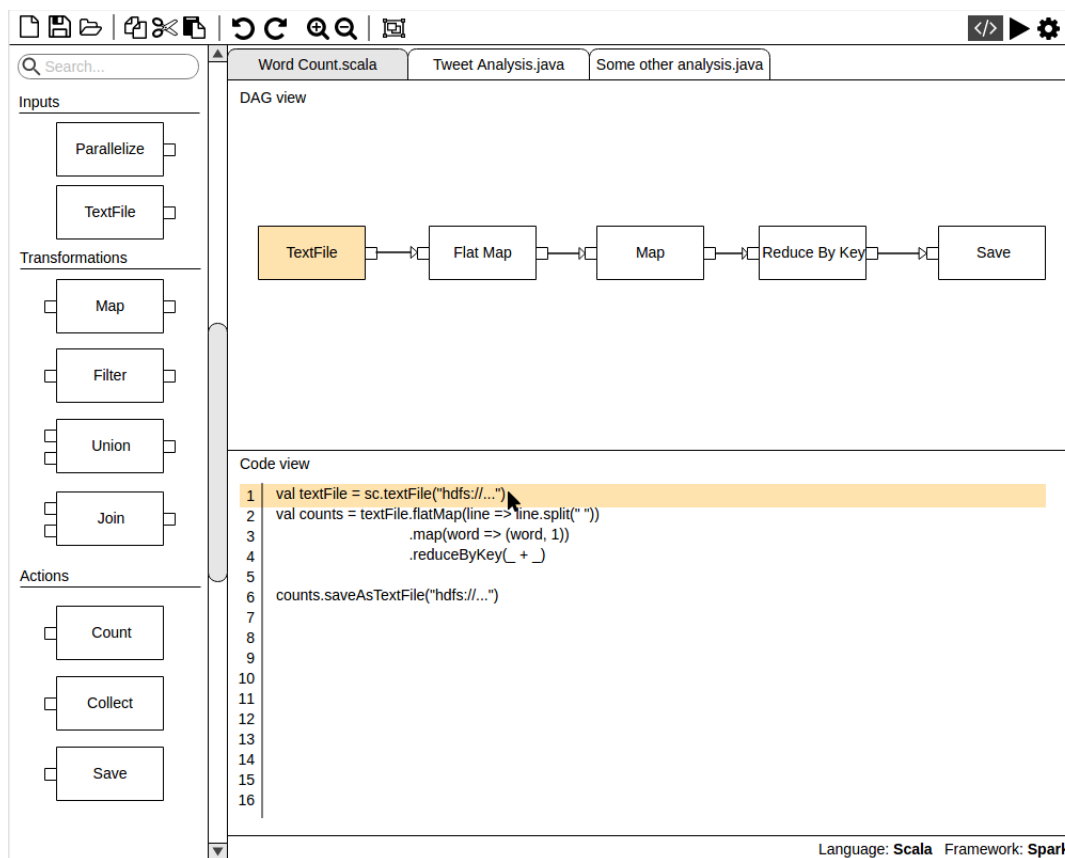 </>
Search...
Word Count.scala
Tweet Analysis.java
Some other analysis.java
Inputs
Parallelize
TextFile
Transformations
Map
Filter
Union
Join
Actions
Count
Collect
Save
DAG view
TextFile
Flat Map
Map
Reduce By Key
Save
Code view
1 val textFile = sc.textFile("hdfs://...")
2 val counts = textFile.flatMap(line => line.split(" "))
3 .map(word => (word, 1))
4 .reduceByKey(_ + _)
5
6 counts.saveAsTextFile("hdfs://...")
7
8
9
10
11
12
13
14
15
16
Language: Scala Framework: Spark